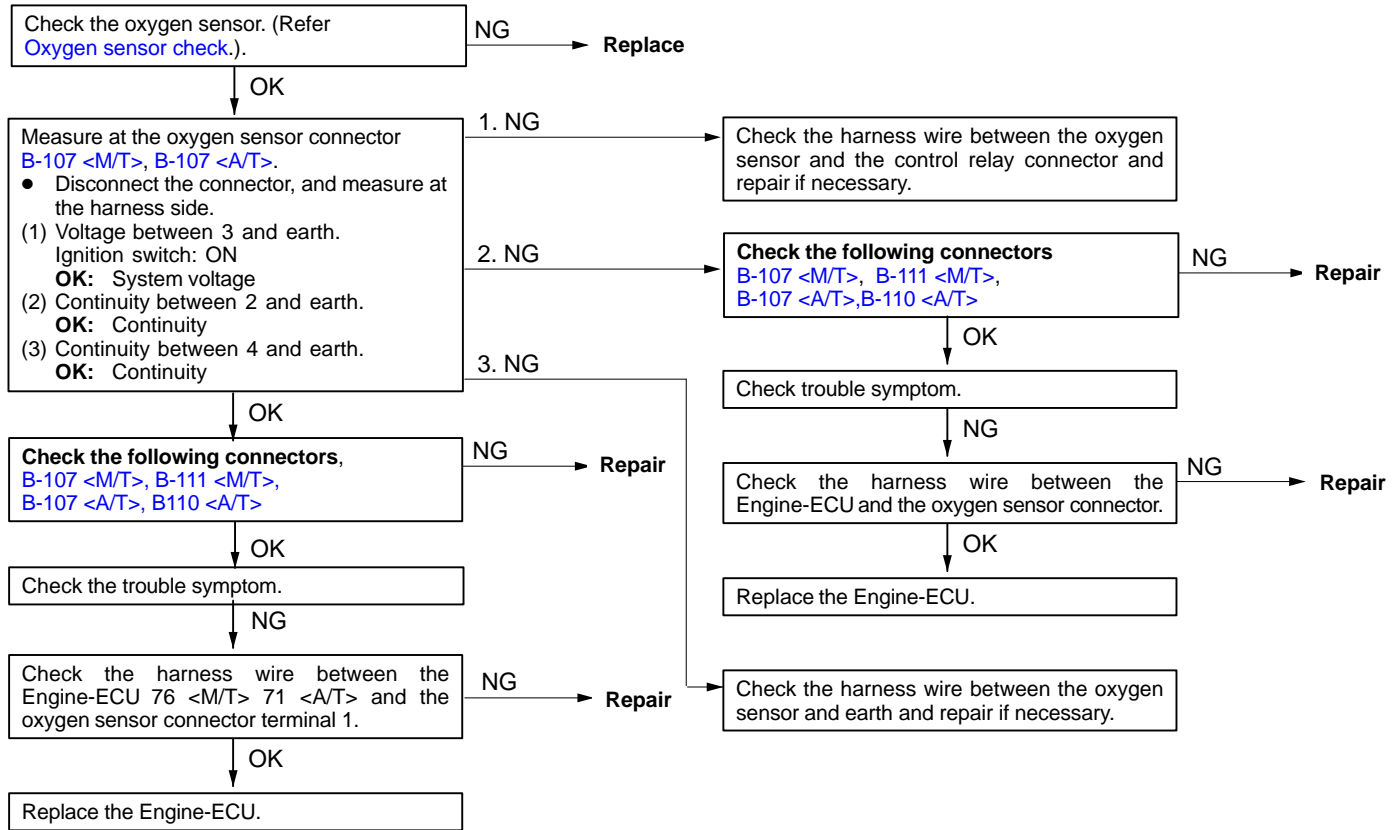 Check the oxygen sensor. (Refer
Oxygen sensor check.).
NG
Replace
OK
Measure at the oxygen sensor connector
B-107 <M/T>, B-107 <A/T>.
● Disconnect the connector, and measure at
the harness side.
(1) Voltage between 3 and earth.
Ignition switch: ON
OK: System voltage
(2) Continuity between 2 and earth.
OK: Continuity
(3) Continuity between 4 and earth.
OK: Continuity
1. NG
Check the harness wire between the oxygen
sensor and the control relay connector and
repair if necessary.
2. NG
Check the following connectors
B-107 <M/T>, B-111 <M/T>,
B-107 <A/T>,B-110 <A/T>
NG
Repair
OK
Check trouble symptom.
NG
Check the harness wire between the
Engine-ECU and the oxygen sensor connector.
NG
Repair
OK
Replace the Engine-ECU.
3. NG
Check the harness wire between the oxygen
sensor and earth and repair if necessary.
OK
Check the following connectors,
B-107 <M/T>, B-111 <M/T>,
B-107 <A/T>, B110 <A/T>
NG
Repair
OK
Check the trouble symptom.
NG
Check the harness wire between the
Engine-ECU 76 <M/T> 71 <A/T> and the
oxygen sensor connector terminal 1.
NG
Repair
OK
Replace the Engine-ECU.